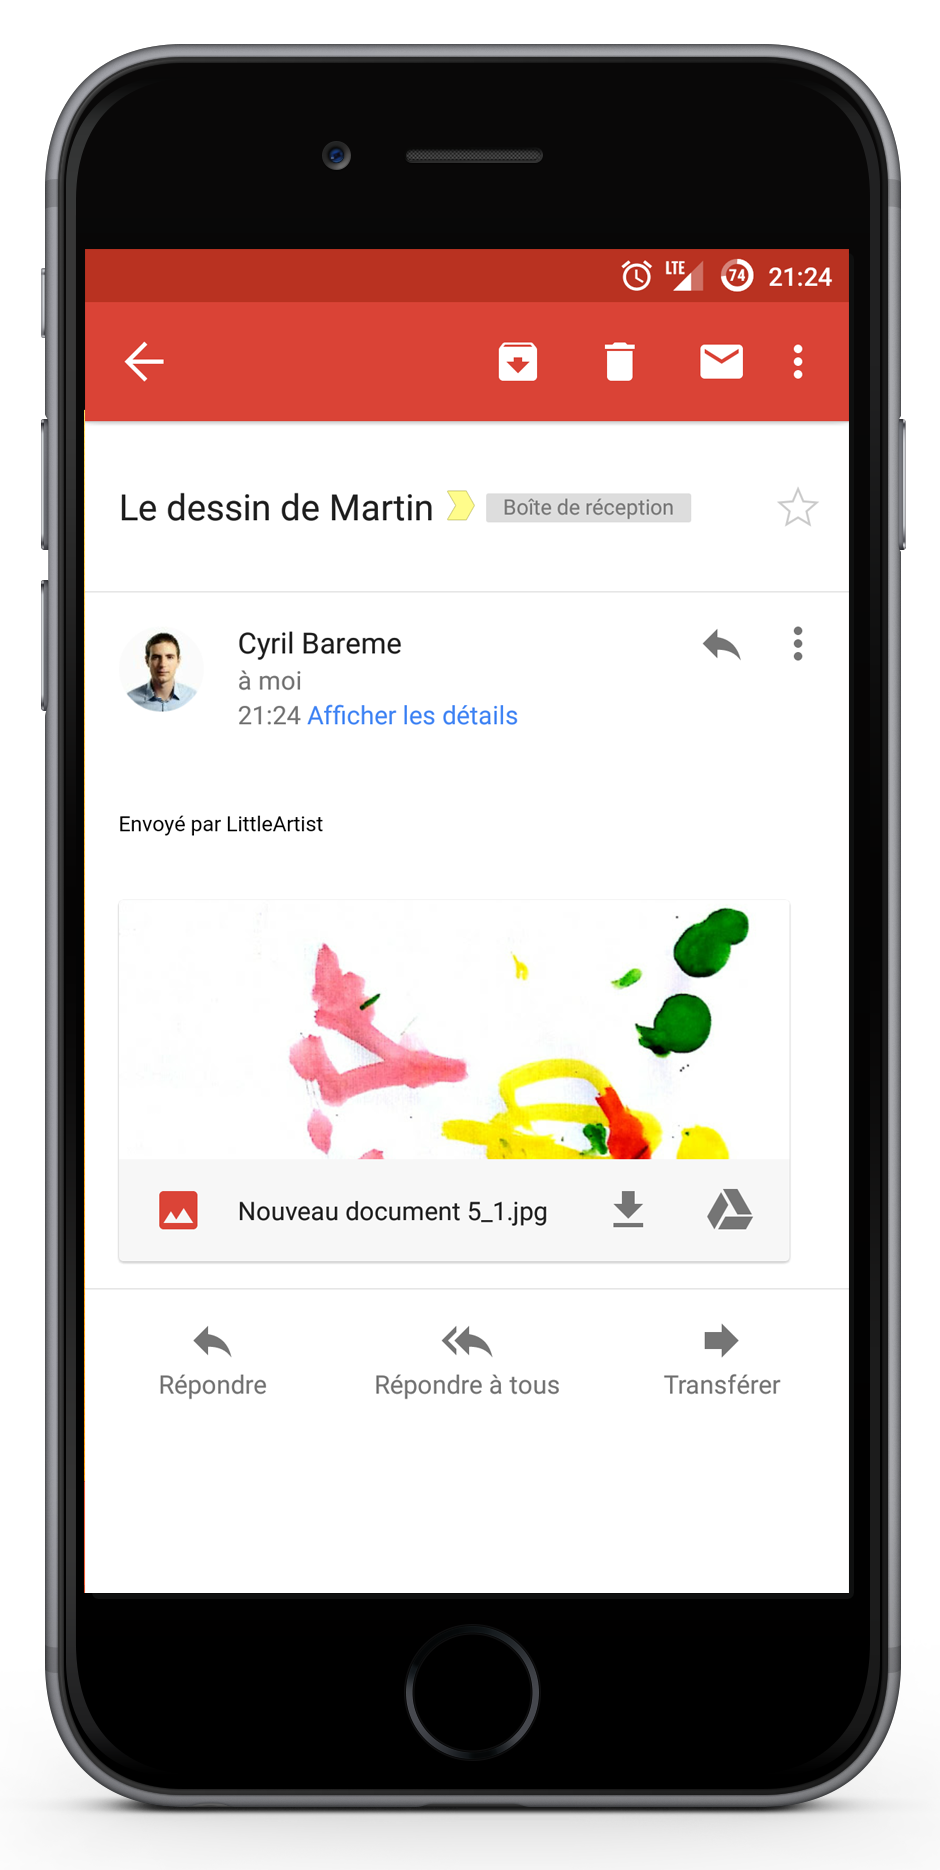 LTE 74 21:24
Le dessin de Martin Boîte de réception
Cyril Bareme
à moi
21:24 Afficher les détails
Envoyé par LittleArtist
Nouveau document 5_1.jpg
Répondre Répondre à tous Transférer